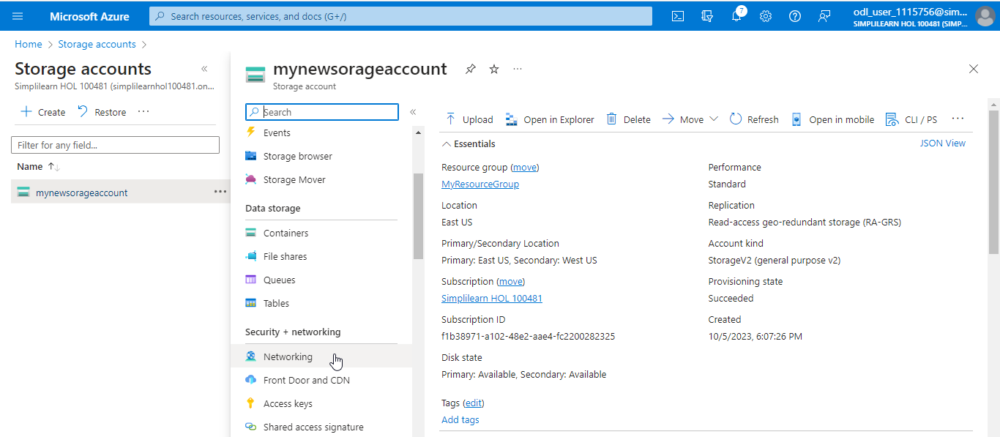 Microsoft Azure
Search resources, services, and docs (G+/)
7
odl_user_1115756@sim...
SIMPLILEARN HOL 100481 (SIMP...
Home > Storage accounts >
Storage accounts
Simplilearn HOL 100481 (simplilearnhol100481.on...
Create Restore ...
Filter for any field...
Name
mynewsorageaccount
mynewsorageaccount
Storage account
Search
Events
Storage browser
Storage Mover
Data storage
Containers
File shares
Queues
Tables
Security + networking
Networking
Front Door and CDN
Access keys
Shared access signature
Upload Open in Explorer Delete Move Refresh Open in mobile CLI / PS ...
Essentials
JSON View
Resource group (move)
MyResourceGroup
Location
East US
Primary/Secondary Location
Primary: East US, Secondary: West US
Subscription (move)
Simplilearn HOL 100481
Subscription ID
f1b38971-a102-48e2-aae4-fc2200282325
Disk state
Primary: Available, Secondary: Available
Performance
Standard
Replication
Read-access geo-redundant storage (RA-GRS)
Account kind
StorageV2 (general purpose v2)
Provisioning state
Succeeded
Created
10/5/2023, 6:07:26 PM
Tags (edit)
Add tags